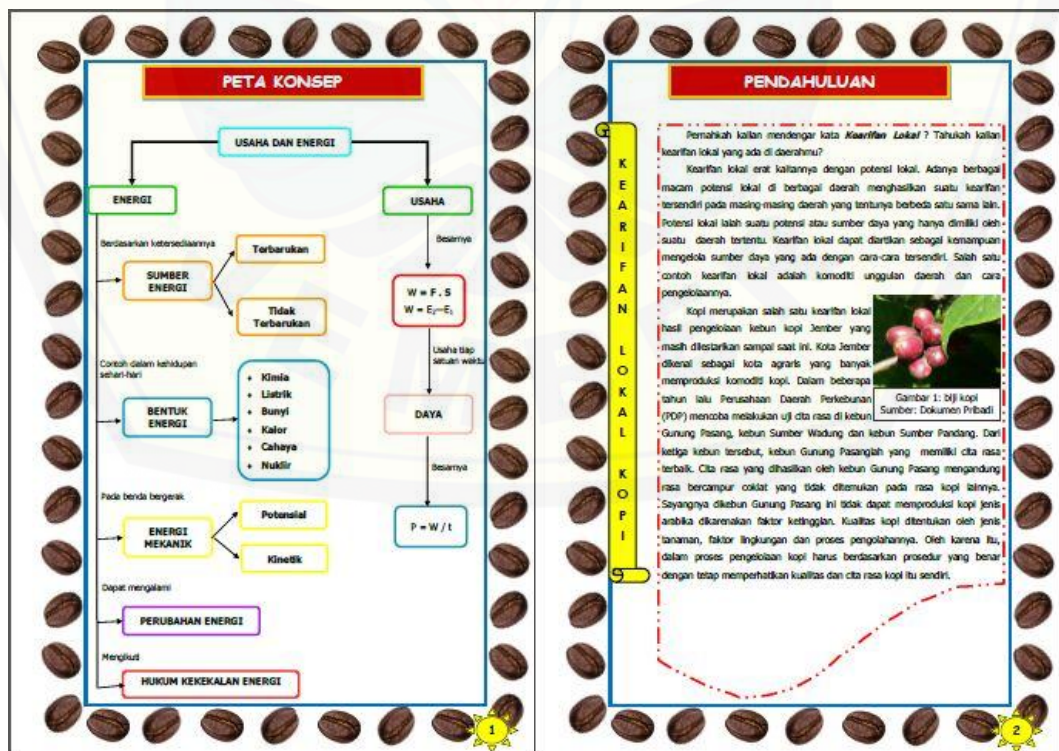 PETA KONSEP
USAHA DAN ENERGI
ENERGI
USAHA
Berdasarkan ketersediaannya
Besarnya
SUMBER
ENERGI
Terbarukan
Tidak
Terbarukan
W = F . S
W = E₂—E₁
Contoh dalam kehidupan
sehari-hari
Usaha tiap
satuan waktu
BENTUK
ENERGI
♦ Kimia
♦ Listrik
♦ Bunyi
♦ Kalor
♦ Cahaya
♦ Nuklir
DAYA
Besarnya
Pada benda bergerak
ENERGI
MEKANIK
Potensial
Kinetik
P = W / t
Dapat mengalami
PERUBAHAN ENERGI
Mengikuti
HUKUM KEKEKALAN ENERGI
1
PENDAHULUAN
KEARIFAN LOKAL KOPI
Pernahkah kalian mendengar kata Kearifan Lokal ? Tahukah kalian
kearifan lokal yang ada di daerahmu?
Kearifan lokal erat kaitannya dengan potensi lokal. Adanya berbagai
macam potensi lokal di berbagai daerah menghasilkan suatu kearifan
tersendiri pada masing-masing daerah yang tentunya berbeda satu sama lain.
Potensi lokal ialah suatu potensi atau sumber daya yang hanya dimiliki oleh
suatu daerah tertentu. Kearifan lokal dapat diartikan sebagai kemampuan
mengelola sumber daya yang ada dengan cara-cara tersendiri. Salah satu
contoh kearifan lokal adalah komoditi unggulan daerah dan cara
pengelolaannya.
Kopi merupakan salah satu kearifan lokal
hasil pengelolaan kebun kopi Jember yang
masih dilestarikan sampai saat ini. Kota Jember
dikenal sebagai kota agraris yang banyak
memproduksi komoditi kopi. Dalam beberapa
tahun lalu Perusahaan Daerah Perkebunan
(PDP) mencoba melakukan uji cita rasa di kebun
Gambar 1: biji kopi
Sumber: Dokumen Pribadi
Gunung Pasang, kebun Sumber Wadung dan kebun Sumber Pandang. Dari
ketiga kebun tersebut, kebun Gunung Pasanglah yang memiliki cita rasa
terbaik. Cita rasa yang dihasilkan oleh kebun Gunung Pasang mengandung
rasa bercampur coklat yang tidak ditemukan pada rasa kopi lainnya.
Sayangnya dikebun Gunung Pasang ini tidak dapat memproduksi kopi jenis
arabika dikarenakan faktor ketinggian. Kualitas kopi ditentukan oleh jenis
tanaman, faktor lingkungan dan proses pengolahannya. Oleh karena itu,
dalam proses pengelolaan kopi harus berdasarkan prosedur yang benar
dengan tetap memperhatikan kualitas dan cita rasa kopi itu sendiri.
2